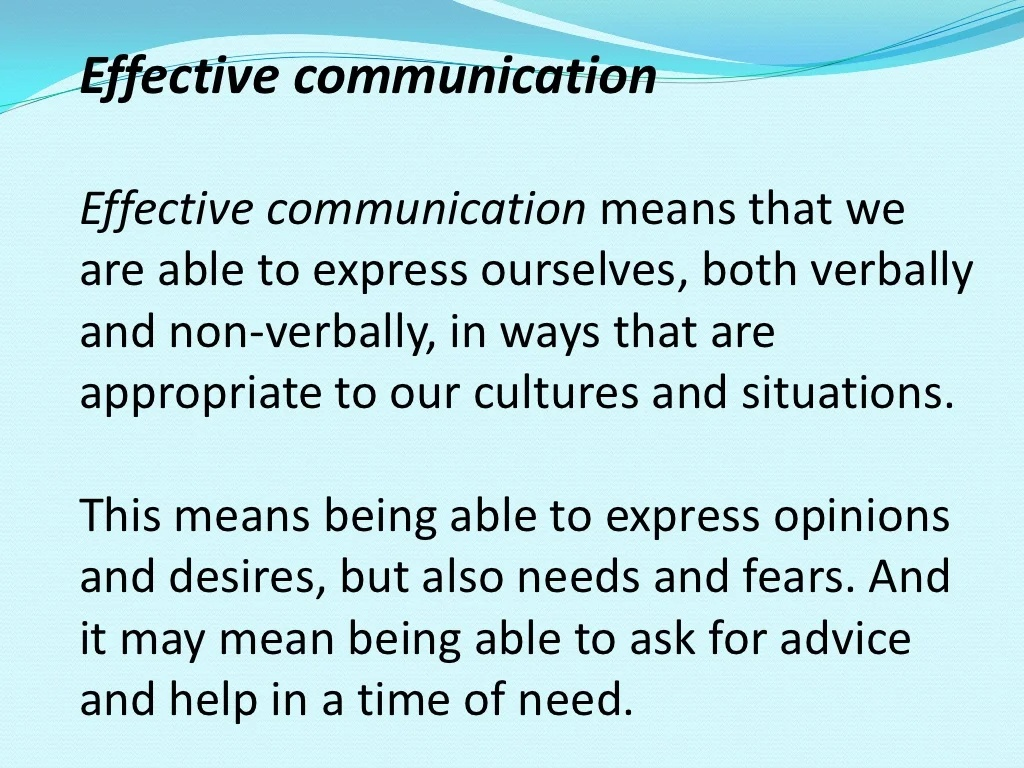 Effective communication
Effective communication means that we
are able to express ourselves, both verbally
and non-verbally, in ways that are
appropriate to our cultures and situations.
This means being able to express opinions
and desires, but also needs and fears. And
it may mean being able to ask for advice
and help in a time of need.